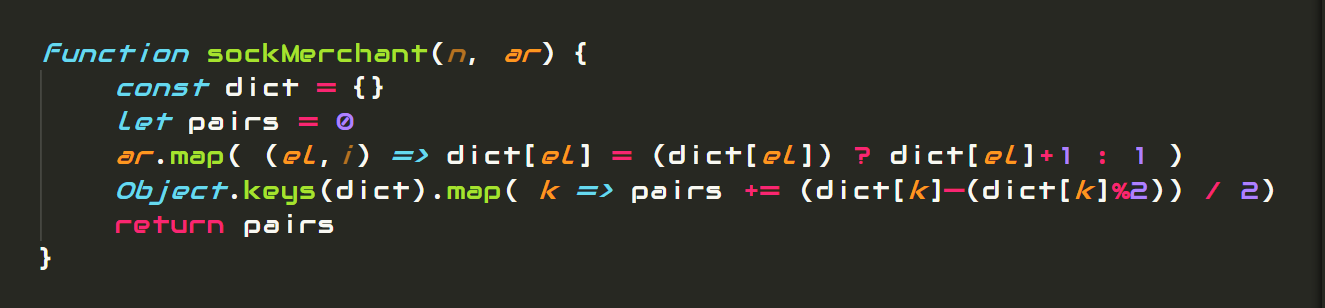 function sockMerchant(n, ar) {
const dict = {}
let pairs = 0
ar.map( (el,i) => dict[el] = (dict[el]) ? dict[el]+1 : 1 )
Object.keys(dict).map( k => pairs += (dict[k]-(dict[k]%2)) / 2)
return pairs
}